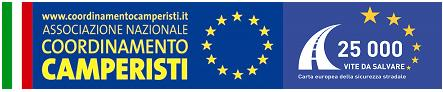 www.coordinamentocamperisti.it
ASSOCIAZIONE NAZIONALE
COORDINAMENTO
CAMPERISTI
25 000
VITE DA SALVARE
Carta europea della sicurezza stradale